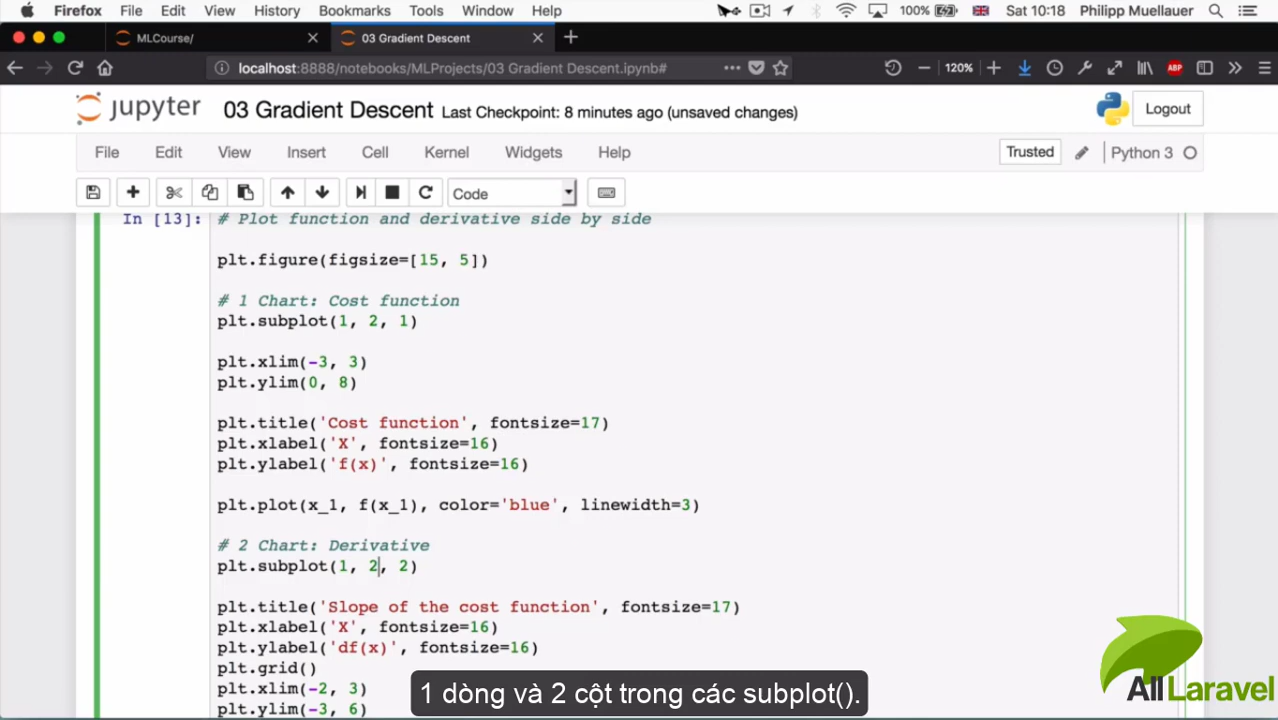 Firefox File Edit View History Bookmarks Tools Window Help 100% Sat 10:18 Philipp Muellauer
MLCourse/ 03 Gradient Descent
localhost:8888/notebooks/MLProjects/03 Gradient Descent.ipynb# 120% ABP
jupyter 03 Gradient Descent Last Checkpoint: 8 minutes ago (unsaved changes) Logout
File Edit View Insert Cell Kernel Widgets Help Trusted Python 3
Code
In [13]: # Plot function and derivative side by side
plt.figure(figsize=[15, 5])
# 1 Chart: Cost function
plt.subplot(1, 2, 1)
plt.xlim(-3, 3)
plt.ylim(0, 8)
plt.title('Cost function', fontsize=17)
plt.xlabel('X', fontsize=16)
plt.ylabel('f(x)', fontsize=16)
plt.plot(x_1, f(x_1), color='blue', linewidth=3)
# 2 Chart: Derivative
plt.subplot(1, 2, 2)
plt.title('Slope of the cost function', fontsize=17)
plt.xlabel('X', fontsize=16)
plt.ylabel('df(x)', fontsize=16)
plt.grid()
plt.xlim(-2, 3)
plt.ylim(-3, 6)
1 dòng và 2 cột trong các subplot().
AllLaravel